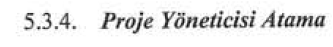 5.3.4. Proje Yöneticisi Atama